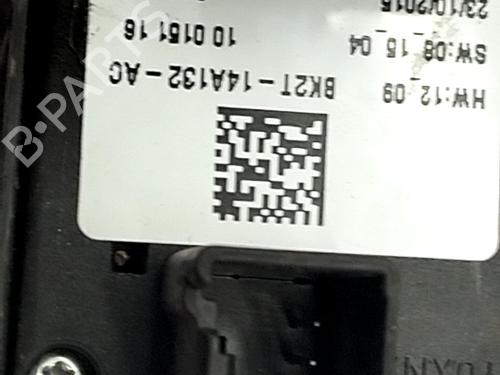 HW:12_09
BK2T-14A132-AC
SW:08_15_04
10 0151 16
23/10/2015
B-PARTS